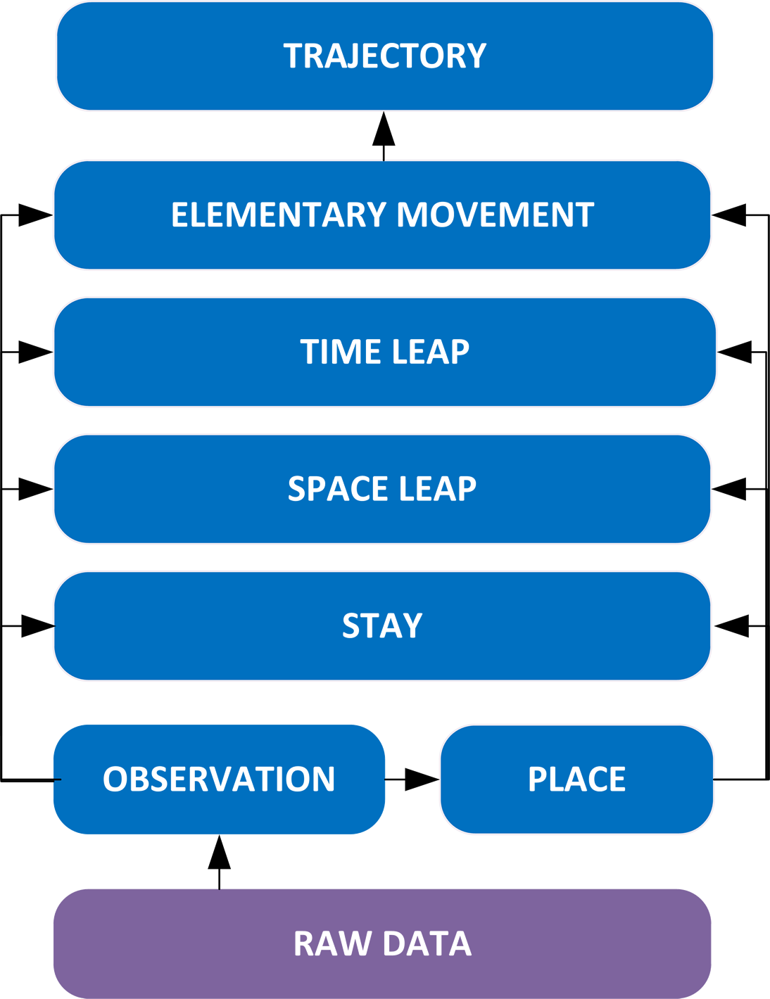 TRAJECTORY
ELEMENTARY MOVEMENT
TIME LEAP
SPACE LEAP
STAY
OBSERVATION
PLACE
RAW DATA